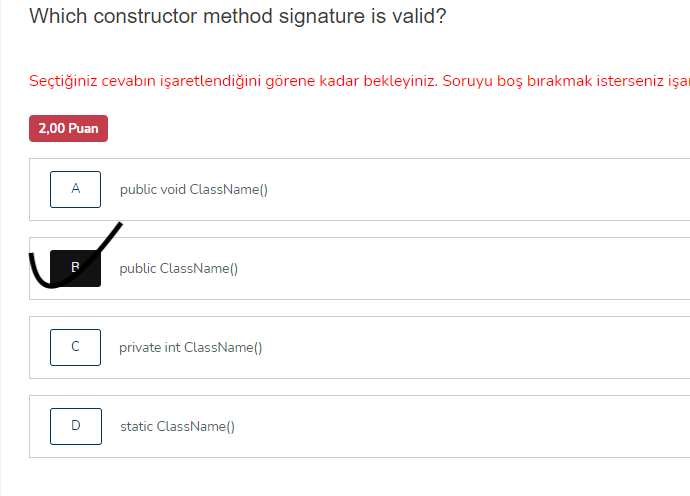 Which constructor method signature is valid?
Seçtiğiniz cevabın işaretlendiğini görene kadar bekleyiniz. Soruyu boş bırakmak isterseniz işa
2,00 Puan
A public void ClassName()
B public ClassName()
C private int ClassName()
D static ClassName()